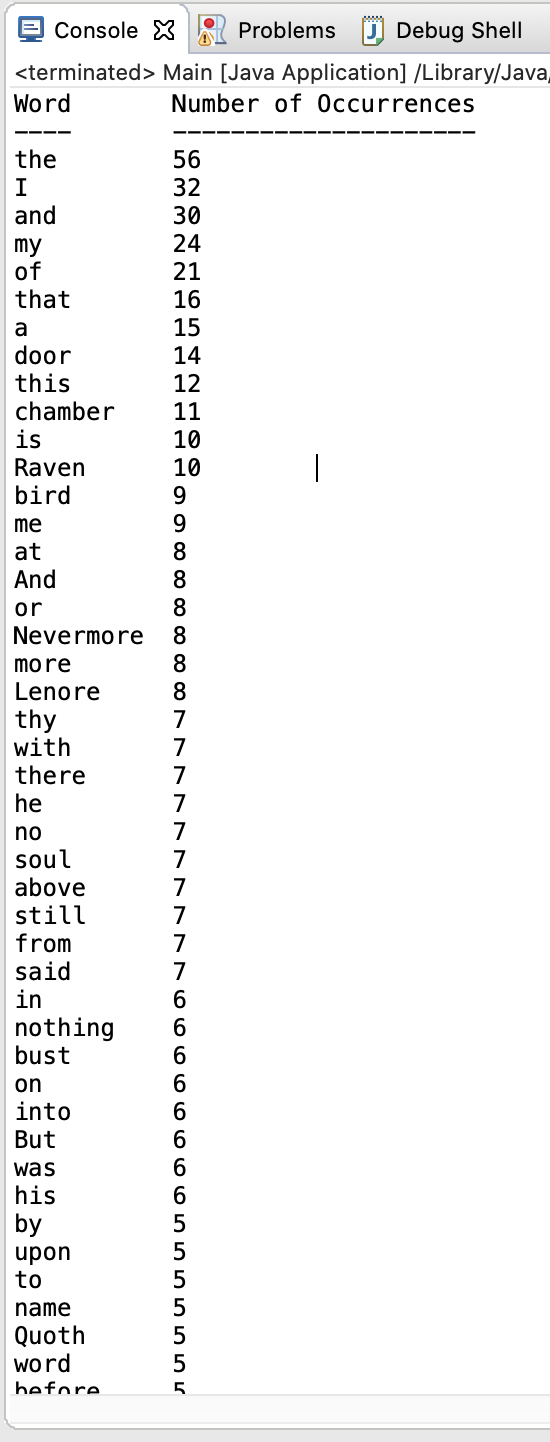 Console Problems Debug Shell
<terminated> Main [Java Application] /Library/Java/
Word Number of Occurrences
---- ---------------------
the 56
I 32
and 30
my 24
of 21
that 16
a 15
door 14
this 12
chamber 11
is 10
Raven 10
bird 9
me 9
at 8
And 8
or 8
Nevermore 8
more 8
Lenore 8
thy 7
with 7
there 7
he 7
no 7
soul 7
above 7
still 7
from 7
said 7
in 6
nothing 6
bust 6
on 6
into 6
But 6
was 6
his 6
by 5
upon 5
to 5
name 5
Quoth 5
word 5
before 5